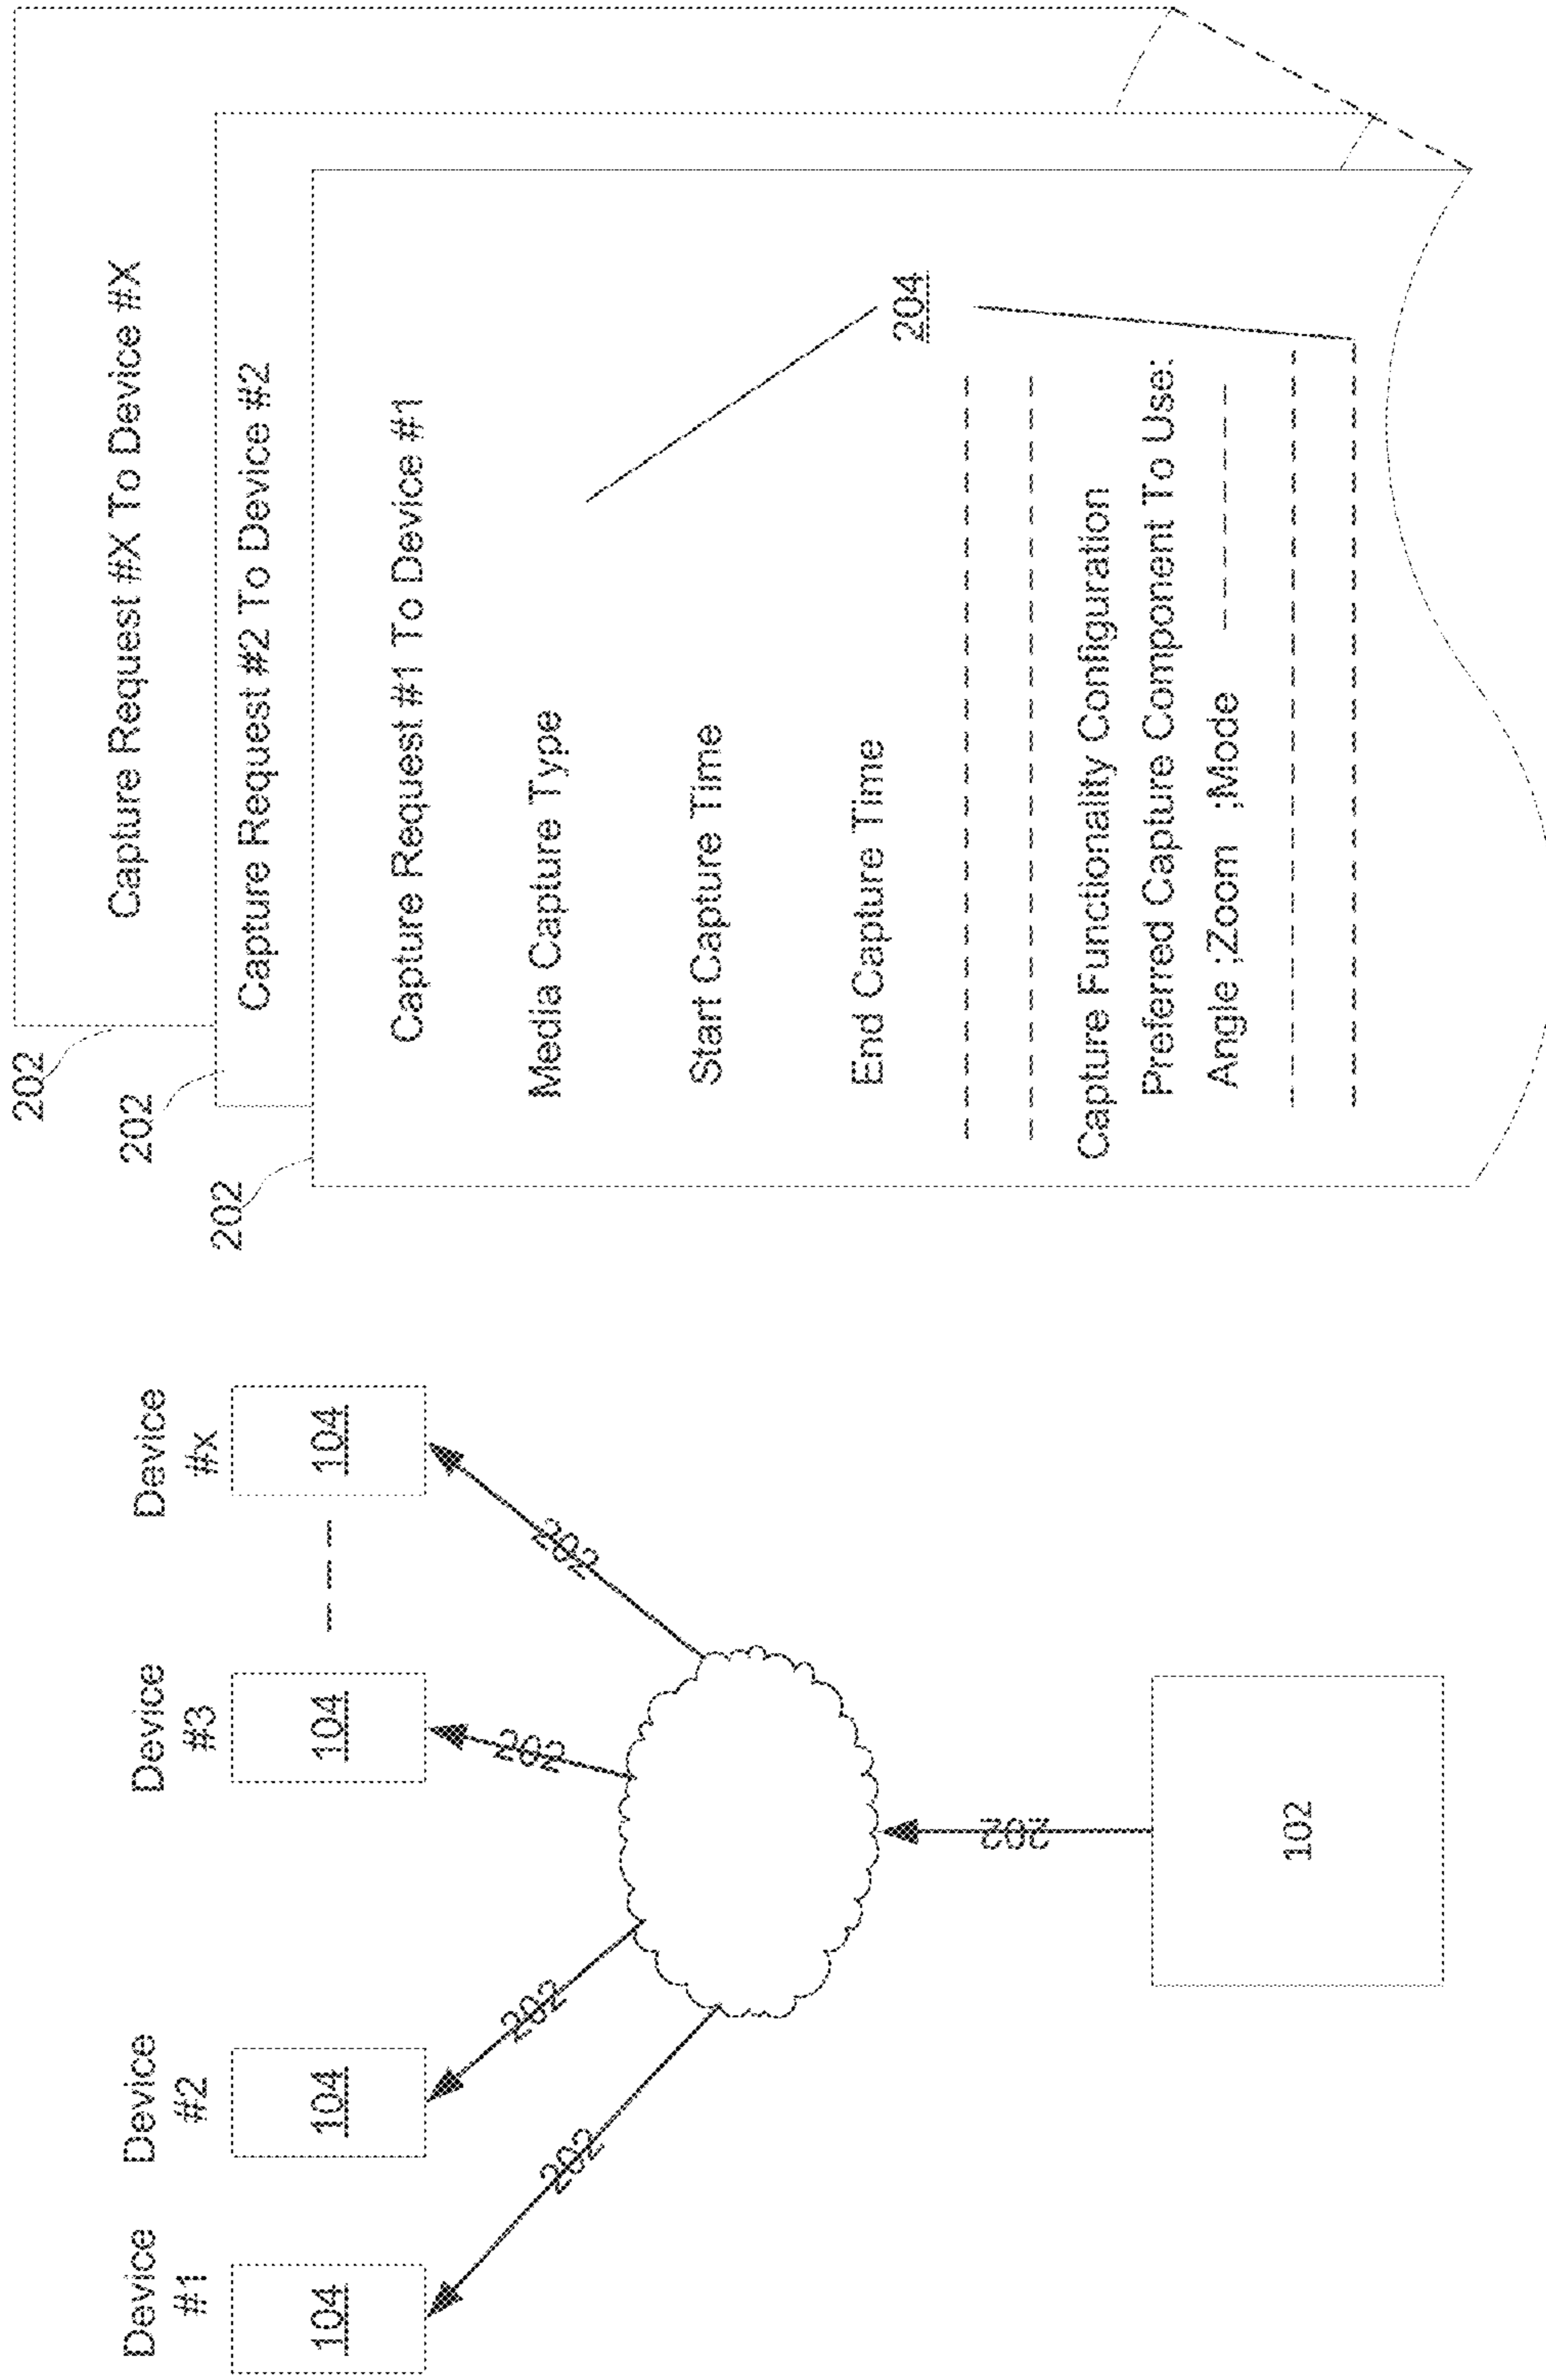 Device
#1
Device
#2
Device
#3
Device
#x
104
104
104
104
202
202
202
202
202
102
202
202
202
Capture Request #X To Device #X
Capture Request #2 To Device #2
Capture Request #1 To Device #1
Media Capture Type
Start Capture Time
End Capture Time
204
Capture Functionality Configuration
Preferred Capture Component To Use:
Angle ;Zoom ;Mode